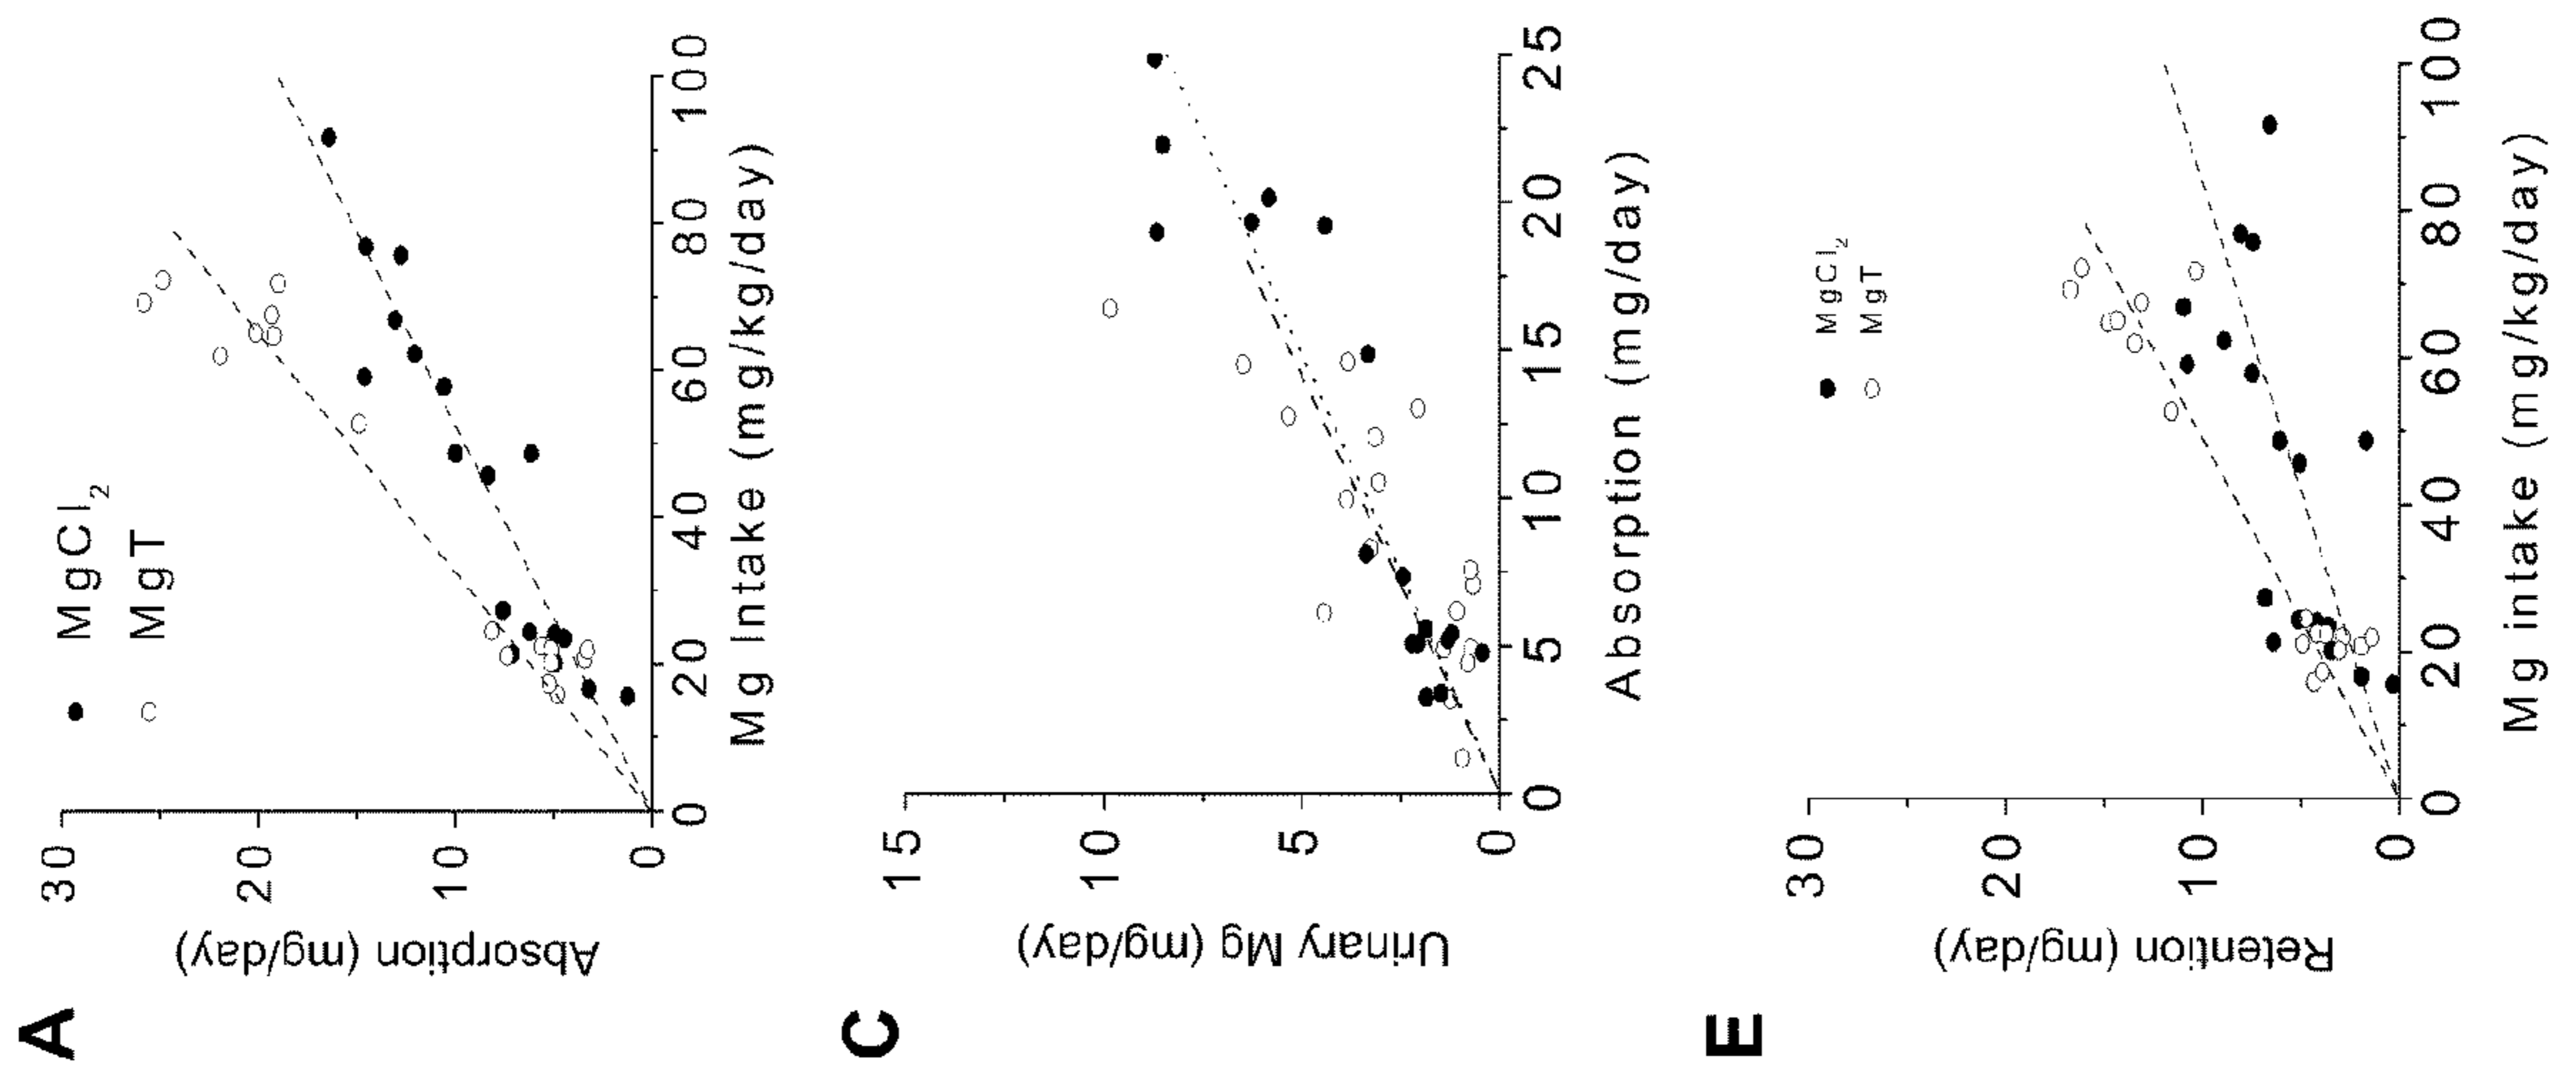 A
MgCl2
MgT
Absorption (mg/day)
30
20
10
0
0
20
40
60
80
100
Mg Intake (mg/kg/day)
C
Urinary Mg (mg/day)
15
10
5
0
0
5
10
15
20
25
Absorption (mg/day)
E
MgCl2
MgT
Retention (mg/day)
30
20
10
0
0
20
40
60
80
100
Mg intake (mg/kg/day)